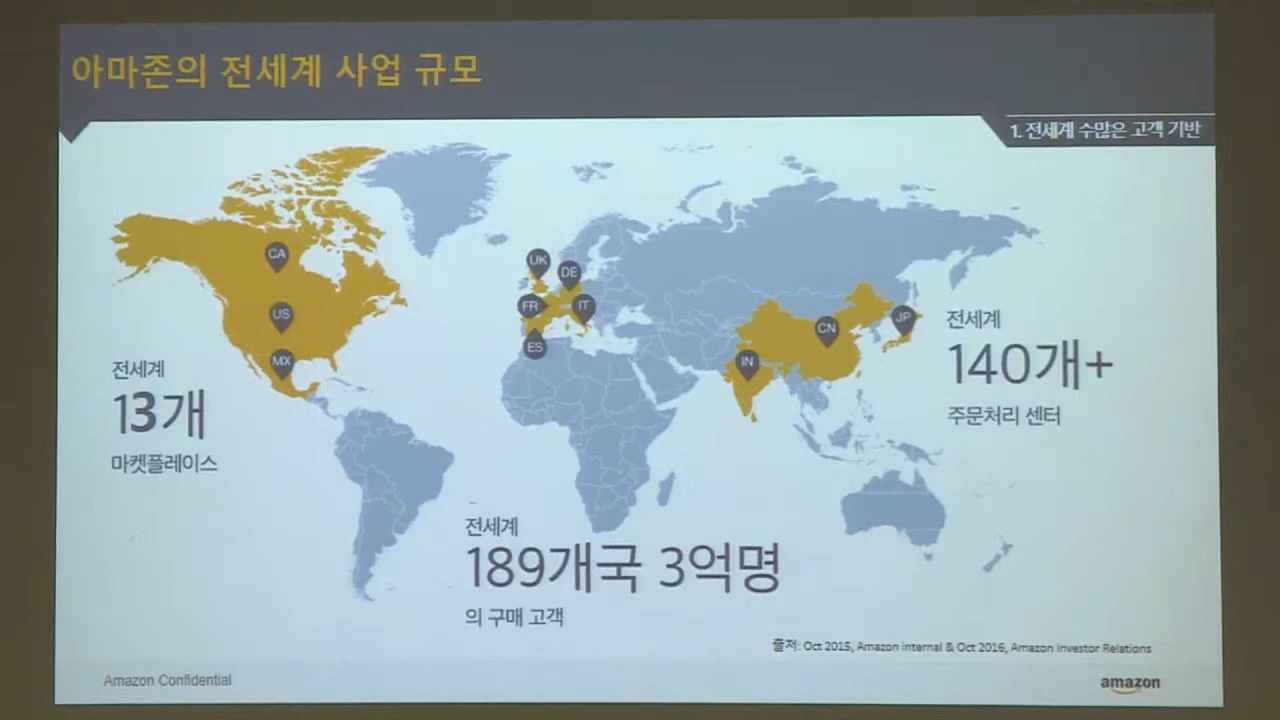 아마존의 전세계 사업 규모
1. 전세계 수많은 고객 기반
CA
US
MX
UK
DE
FR
IT
ES
CN
JP
IN
전세계
13개
마켓플레이스
전세계
140개+
주문처리 센터
전세계
189개국 3억명
의 구매 고객
출처: Oct 2015, Amazon internal & Oct 2016, Amazon Investor Relations
Amazon Confidential
amazon